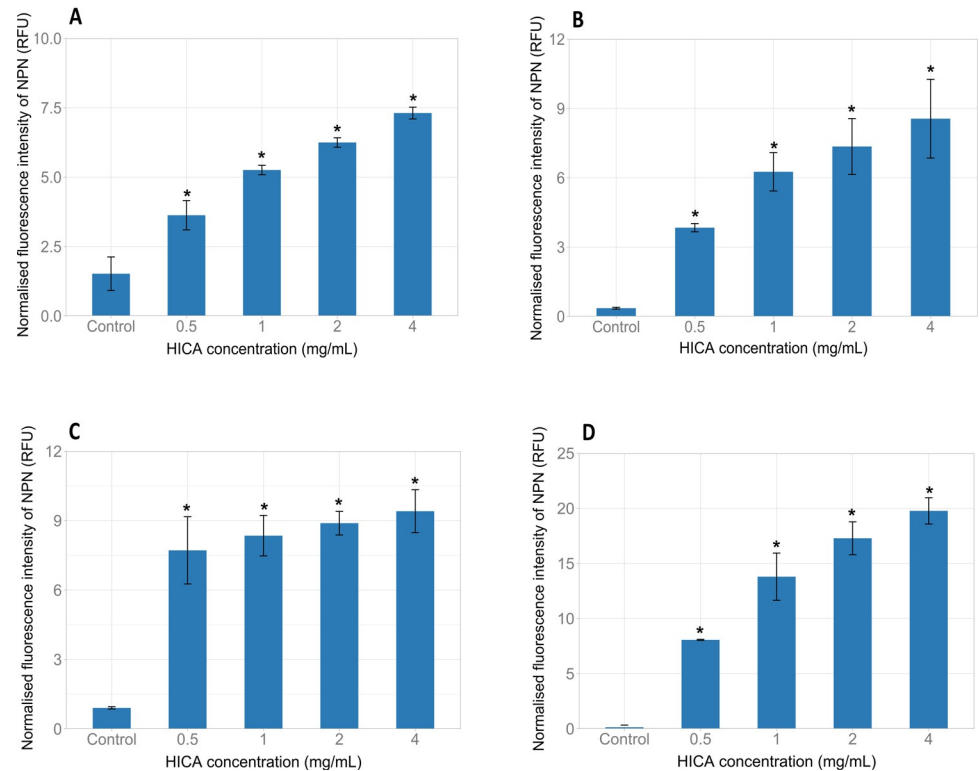 A
Normalised fluorescence intensity of NPN (RFU)
10.0
7.5
5.0
2.5
0.0
* * * *
Control 0.5 1 2 4
HICA concentration (mg/mL)
B
Normalised fluorescence intensity of NPN (RFU)
12
9
6
3
0
* * * *
Control 0.5 1 2 4
HICA concentration (mg/mL)
C
Normalised fluorescence intensity of NPN (RFU)
12
9
6
3
0
* * * *
Control 0.5 1 2 4
HICA concentration (mg/mL)
D
Normalised fluorescence intensity of NPN (RFU)
25
20
15
10
5
0
* * * *
Control 0.5 1 2 4
HICA concentration (mg/mL)